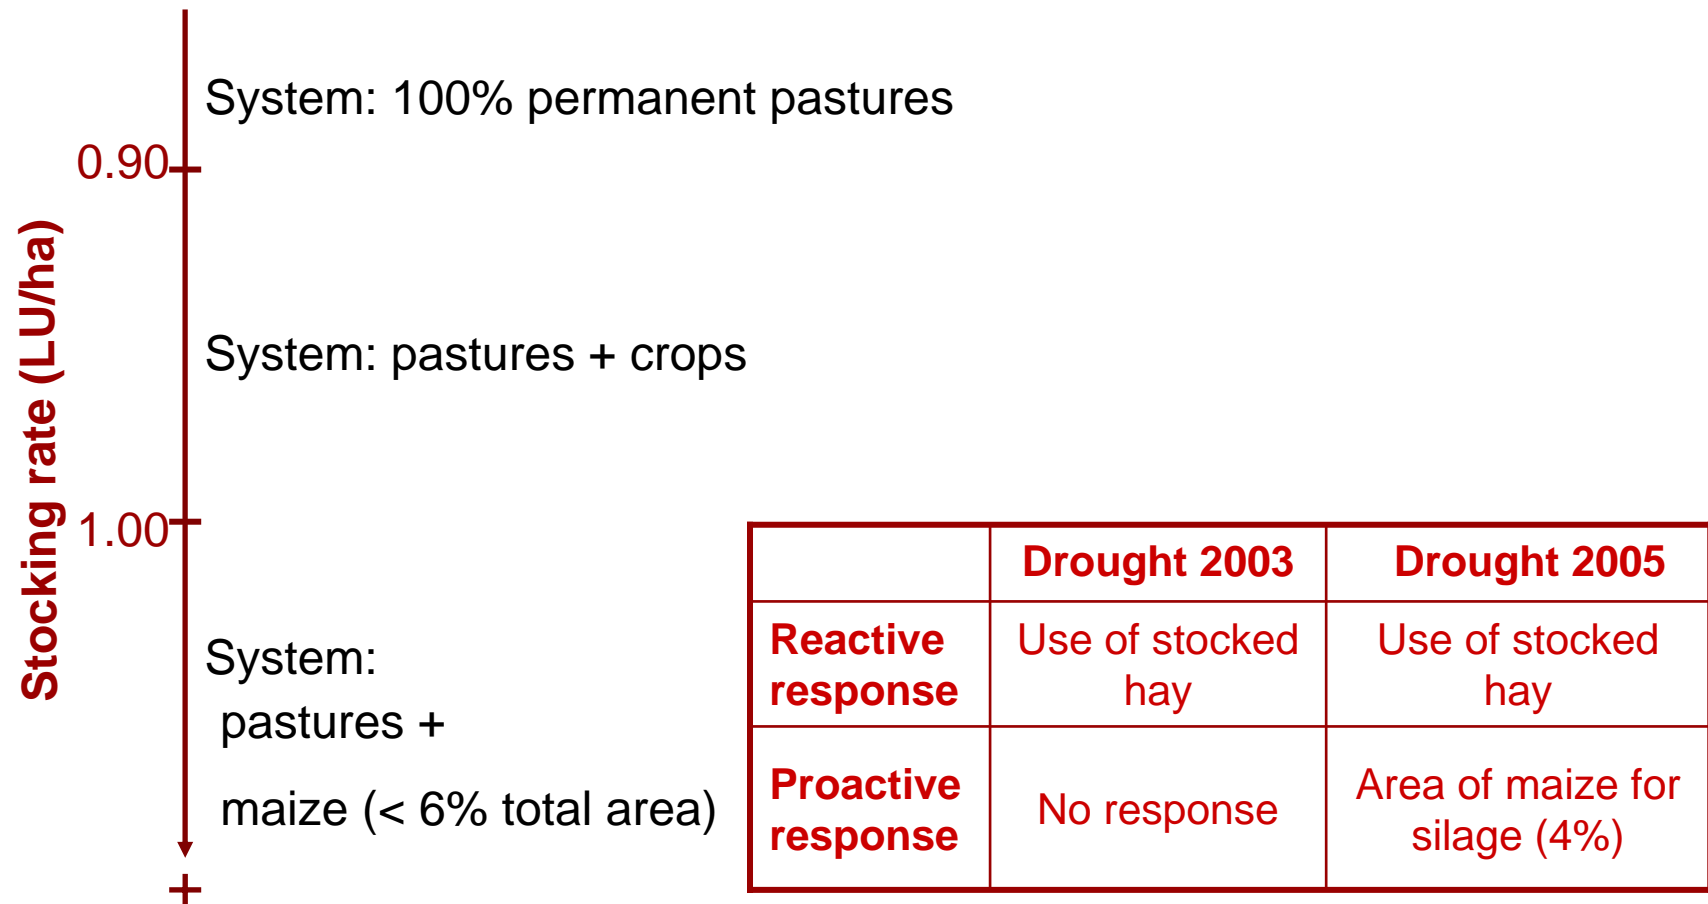 Stocking rate (LU/ha)
System: 100% permanent pastures
0.90
System: pastures + crops
1.00
System:
pastures +
maize (< 6% total area)
+
Drought 2003 Drought 2005
Reactive response Use of stocked hay Use of stocked hay
Proactive response No response Area of maize for silage (4%)